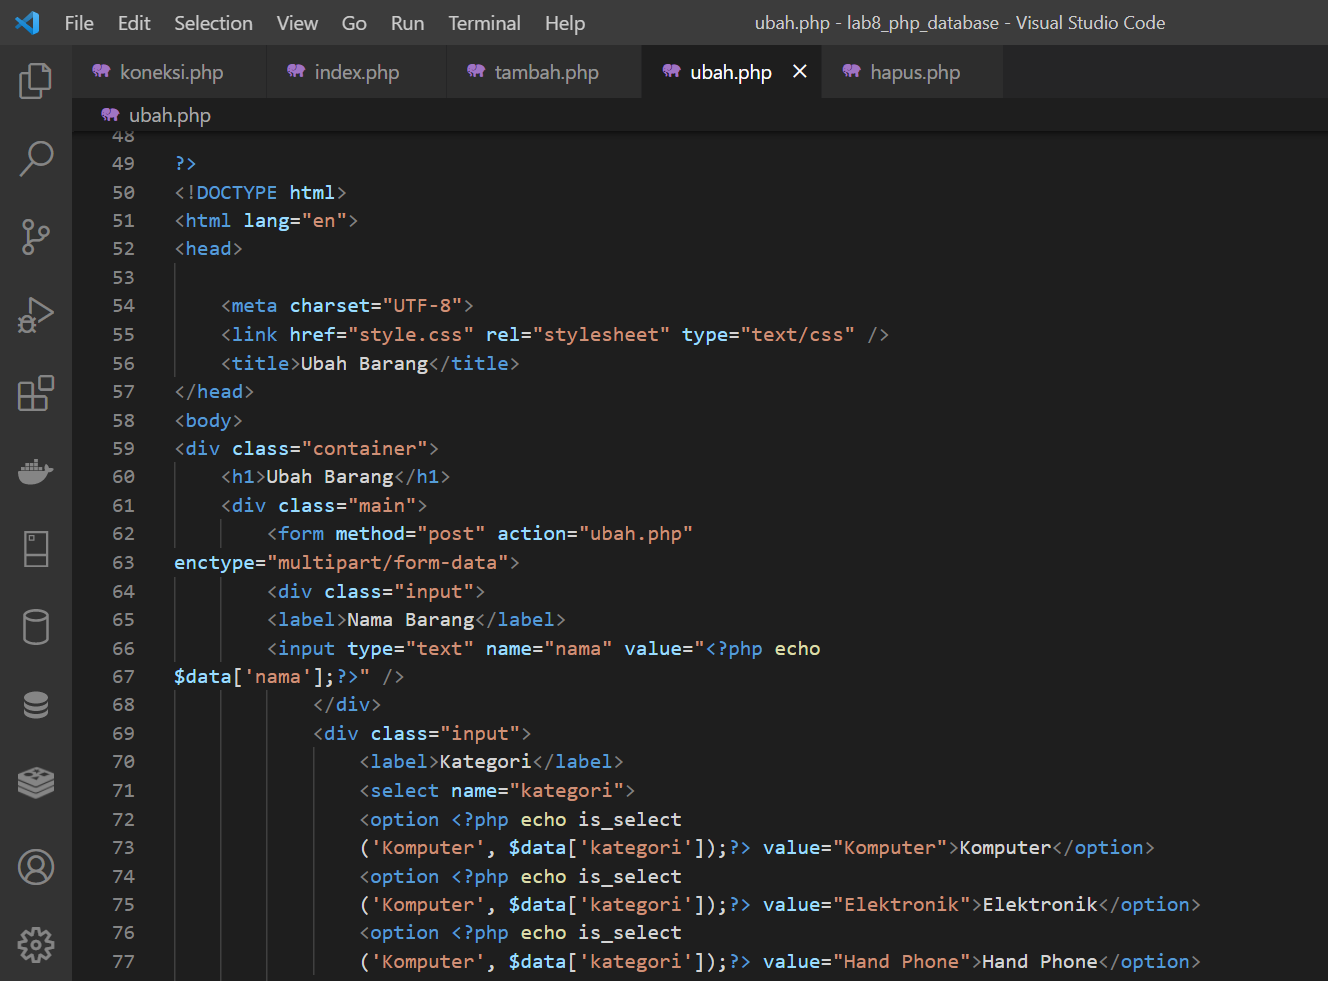 File Edit Selection View Go Run Terminal Help ubah.php - lab8_php_database - Visual Studio Code
koneksi.php index.php tambah.php ubah.php × hapus.php
ubah.php
48
49 ?>
50 <!DOCTYPE html>
51 <html lang="en">
52 <head>
53
54 <meta charset="UTF-8">
55 <link href="style.css" rel="stylesheet" type="text/css" />
56 <title>Ubah Barang</title>
57 </head>
58 <body>
59 <div class="container">
60 <h1>Ubah Barang</h1>
61 <div class="main">
62 <form method="post" action="ubah.php"
63 enctype="multipart/form-data">
64 <div class="input">
65 <label>Nama Barang</label>
66 <input type="text" name="nama" value="<?php echo
67 $data['nama'];?>" />
68 </div>
69 <div class="input">
70 <label>Kategori</label>
71 <select name="kategori">
72 <option <?php echo is_select
73 ('Komputer', $data['kategori']);?> value="Komputer">Komputer</option>
74 <option <?php echo is_select
75 ('Komputer', $data['kategori']);?> value="Elektronik">Elektronik</option>
76 <option <?php echo is_select
77 ('Komputer', $data['kategori']);?> value="Hand Phone">Hand Phone</option>